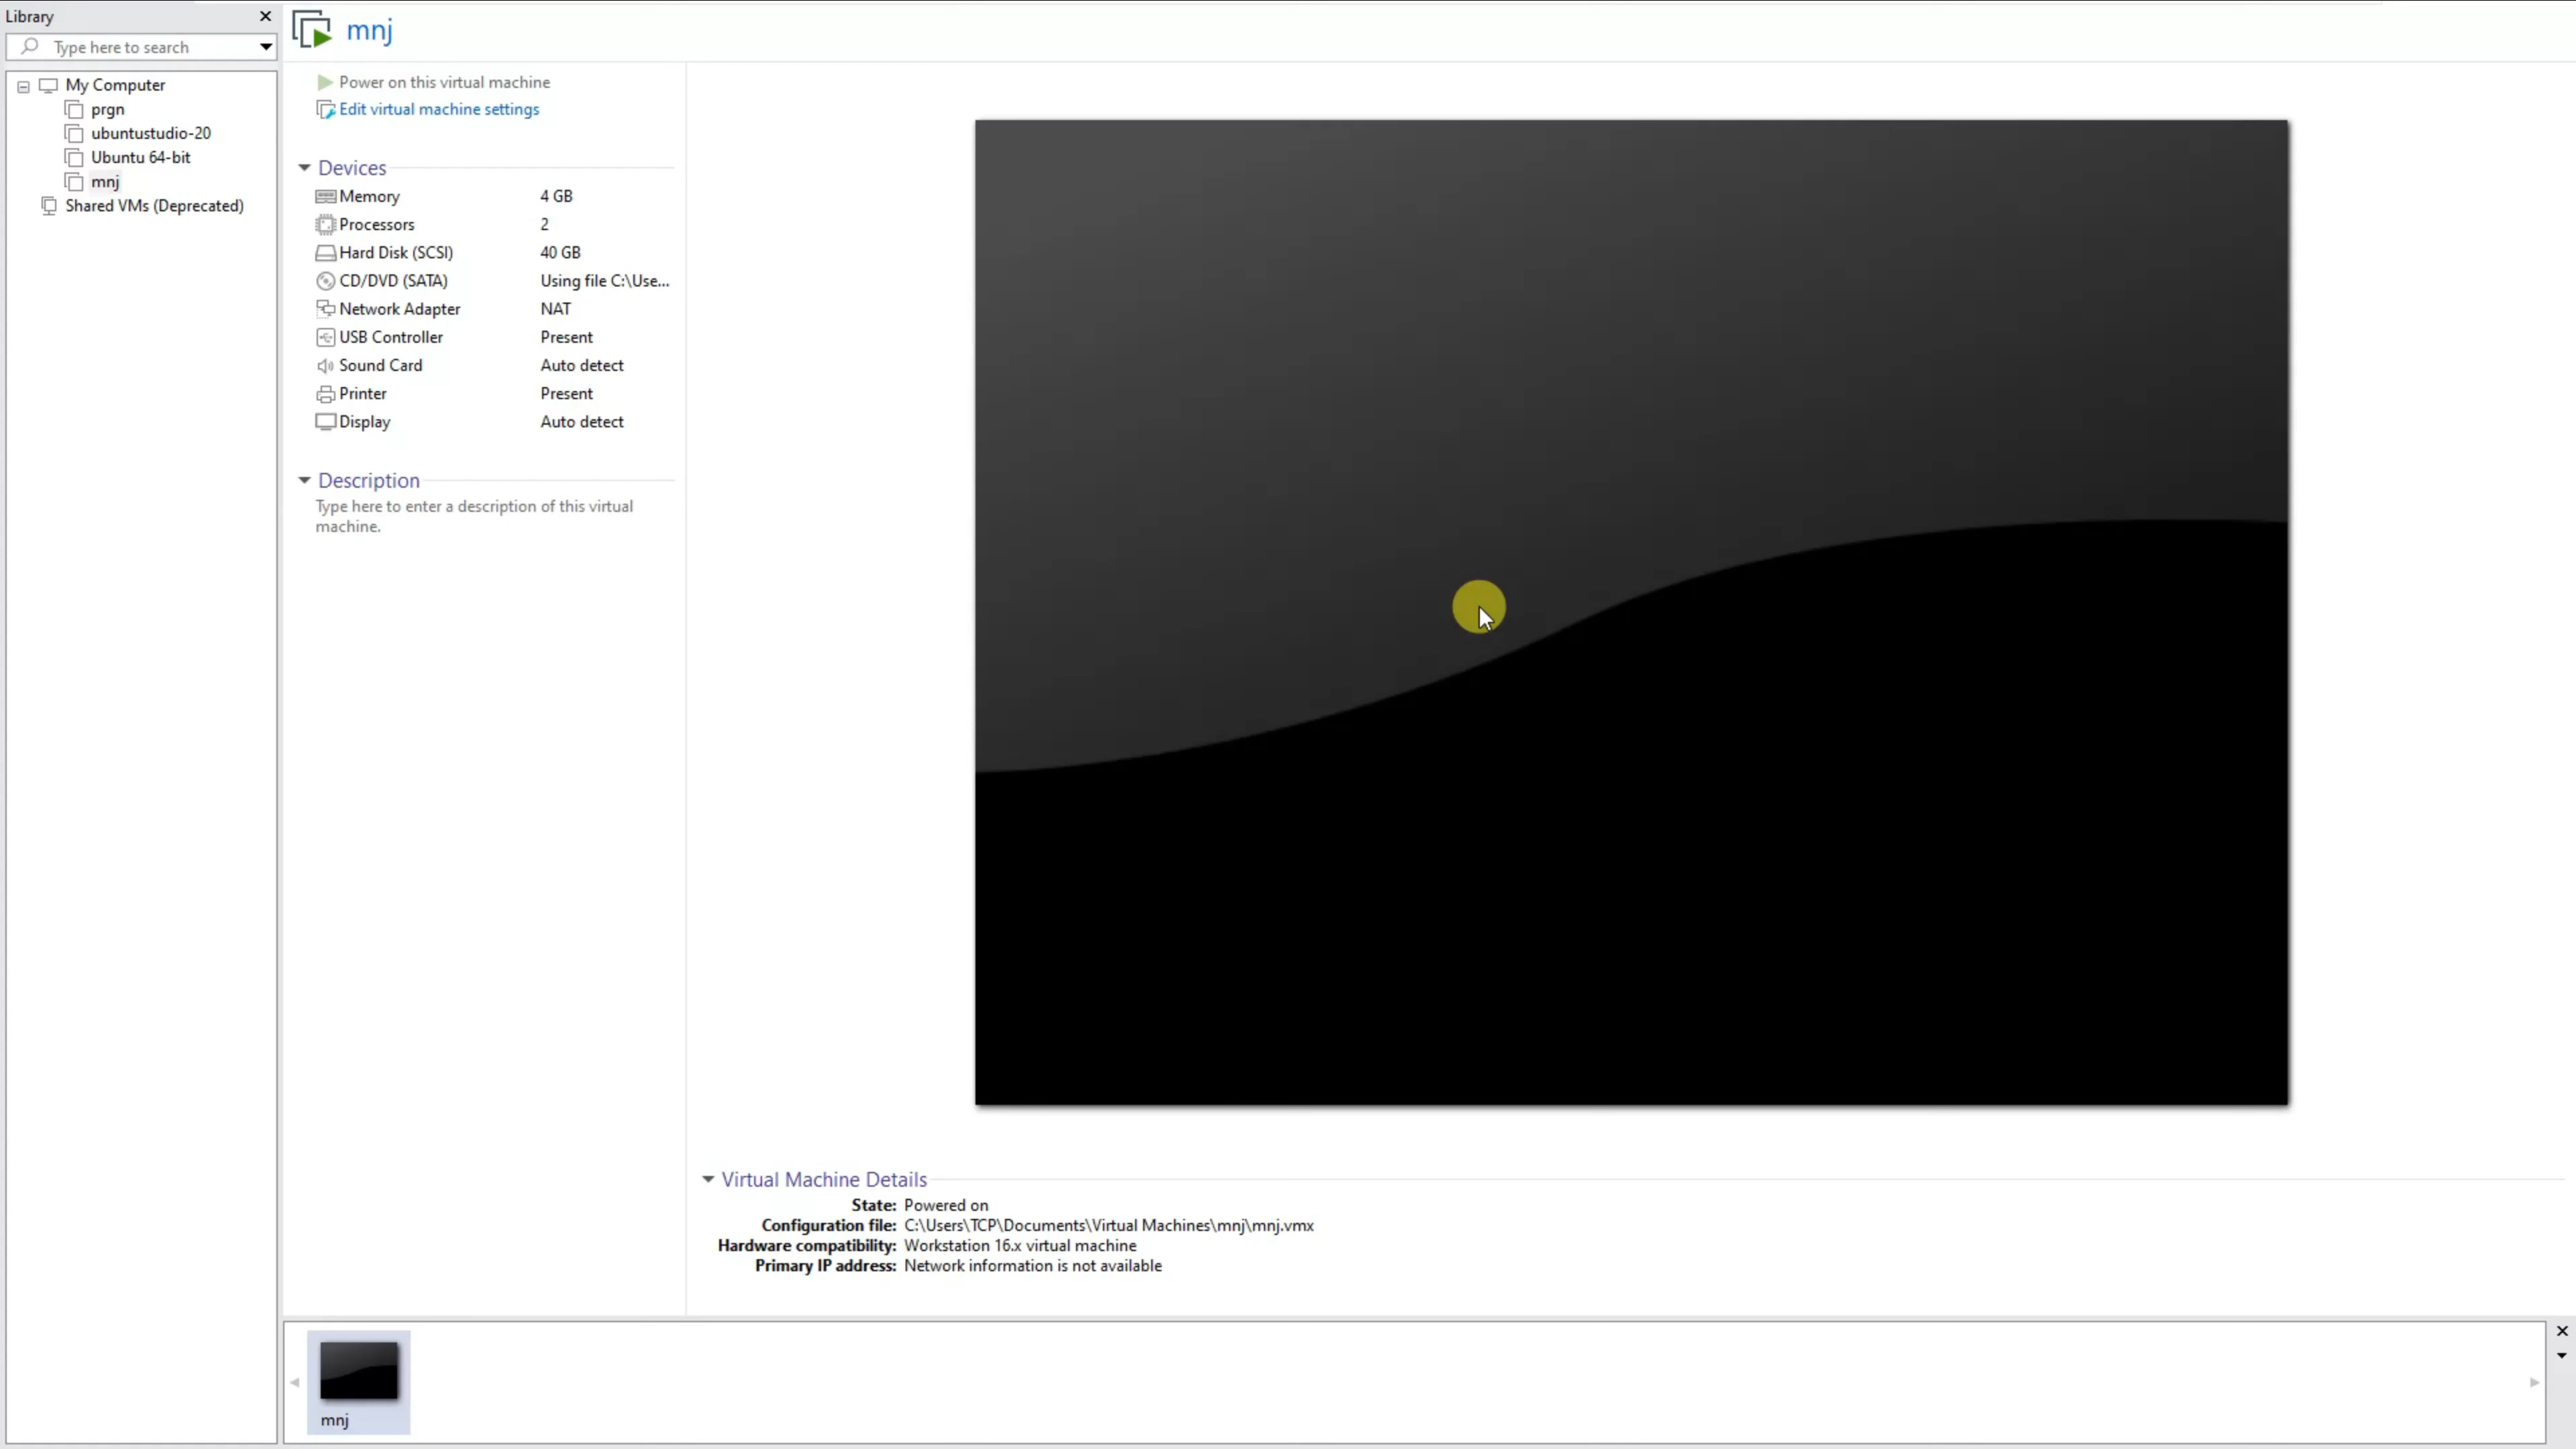 Library
Type here to search
My Computer
prgn
ubuntustudio-20
Ubuntu 64-bit
mnj
Shared VMs (Deprecated)
mnj
Power on this virtual machine
Edit virtual machine settings
Devices
Memory 4 GB
Processors 2
Hard Disk (SCSI) 40 GB
CD/DVD (SATA) Using file C:\Use...
Network Adapter NAT
USB Controller Present
Sound Card Auto detect
Printer Present
Display Auto detect
Description
Type here to enter a description of this virtual
machine.
Virtual Machine Details
State: Powered on
Configuration file: C:\Users\TCP\Documents\Virtual Machines\mnj\mnj.vmx
Hardware compatibility: Workstation 16.x virtual machine
Primary IP address: Network information is not available
mnj